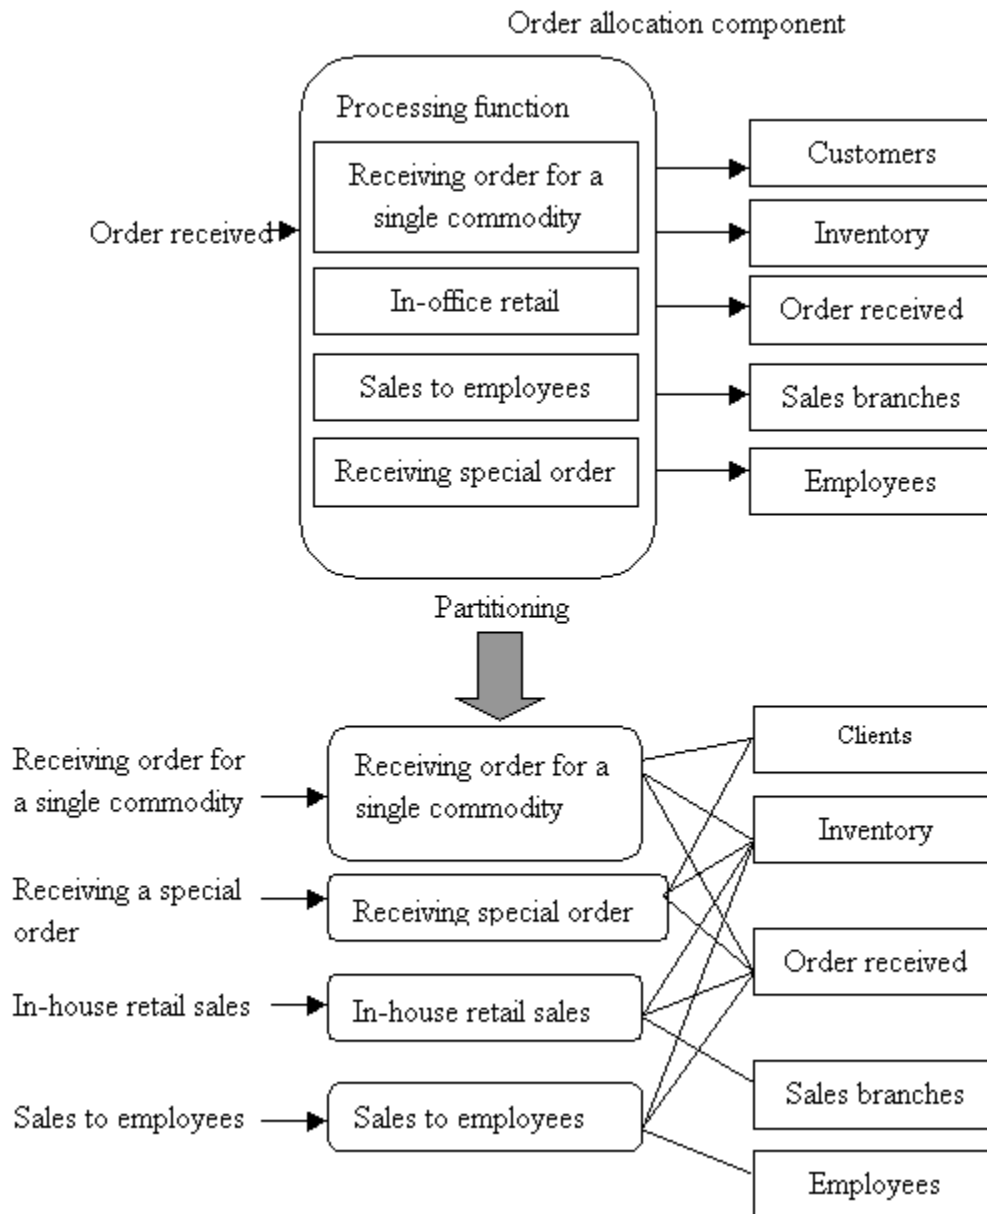 Order allocation component
Processing function
Receiving order for a
single commodity
Order received
In-office retail
Sales to employees
Receiving special order
Customers
Inventory
Order received
Sales branches
Employees
Partitioning
Receiving order for
a single commodity
Receiving a special
order
In-house retail sales
Sales to employees
Receiving order for a
single commodity
Receiving special order
In-house retail sales
Sales to employees
Clients
Inventory
Order received
Sales branches
Employees